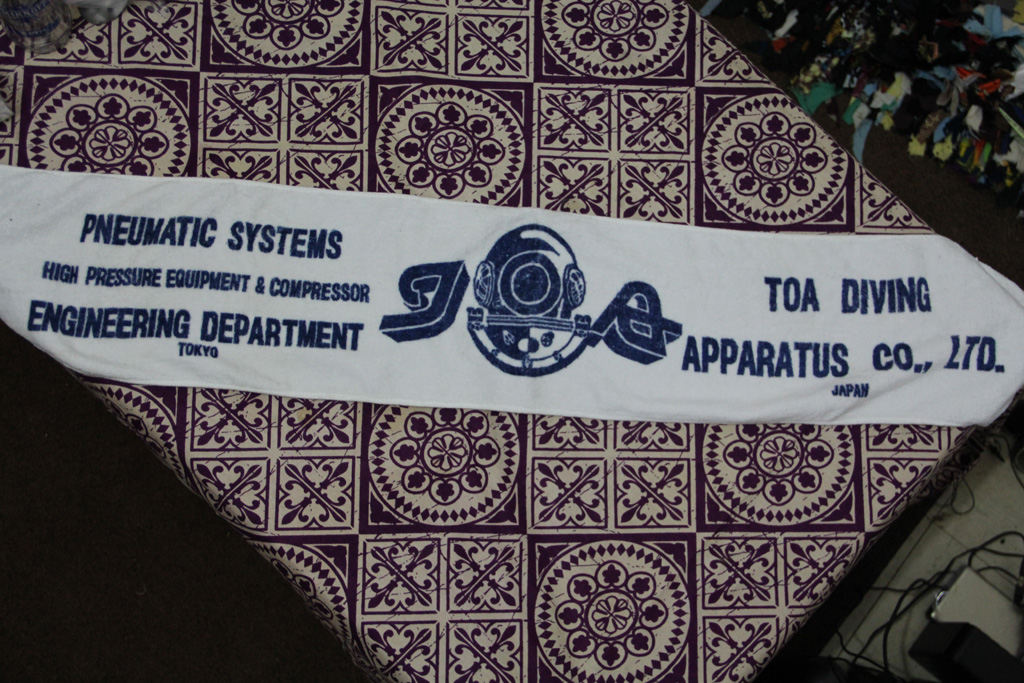 PNEUMATIC SYSTEMS
HIGH PRESSURE EQUIPMENT & COMPRESSOR
ENGINEERING DEPARTMENT
TOKYO
TOA DIVING
APPARATUS CO., LTD.
JAPAN